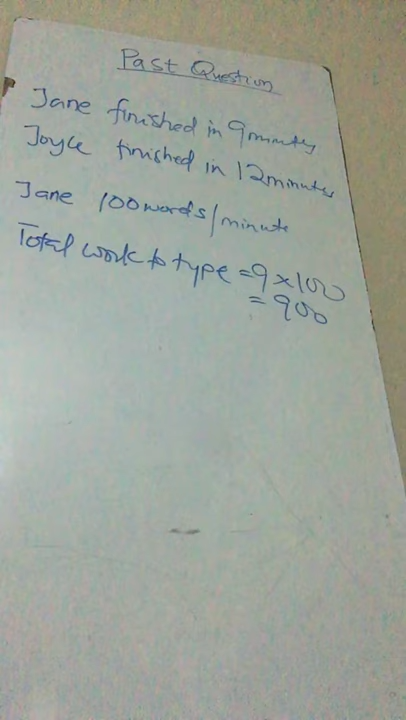 Past Question
Jane finished in 9minutes
Joyce finished in 12minutes
Jane 100words/minute
Total work to type = 9 x 100
= 900